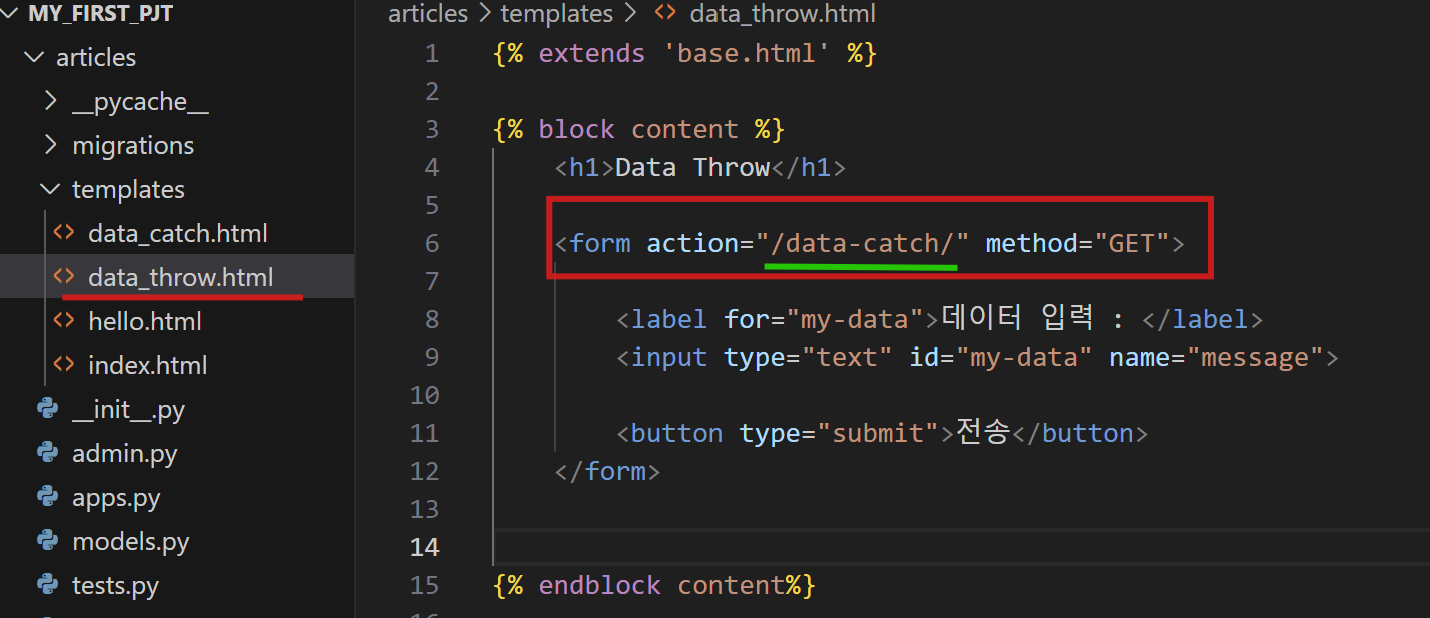 MY_FIRST_PJT
articles
__pycache__
migrations
templates
data_catch.html
data_throw.html
hello.html
index.html
__init__.py
admin.py
apps.py
models.py
tests.py
articles > templates > <> data_throw.html
1 {% extends 'base.html' %}
2
3 {% block content %}
4 <h1>Data Throw</h1>
5
6 <form action="/data-catch/" method="GET">
7
8 <label for="my-data">데이터 입력 : </label>
9 <input type="text" id="my-data" name="message">
10
11 <button type="submit">전송</button>
12 </form>
13
14
15 {% endblock content%}